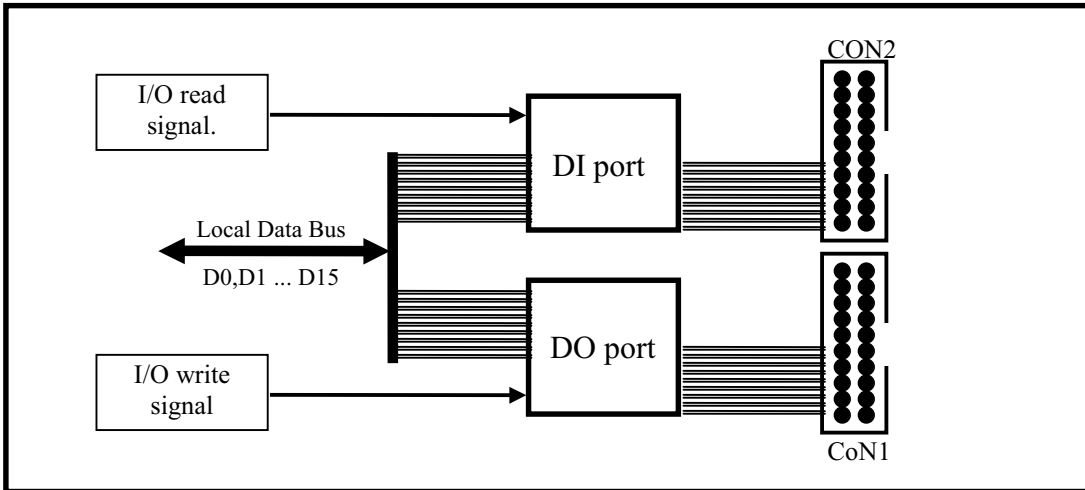 CON2
I/O read
signal.
DI port
Local Data Bus
D0,D1 ... D15
DO port
I/O write
signal
CoN1